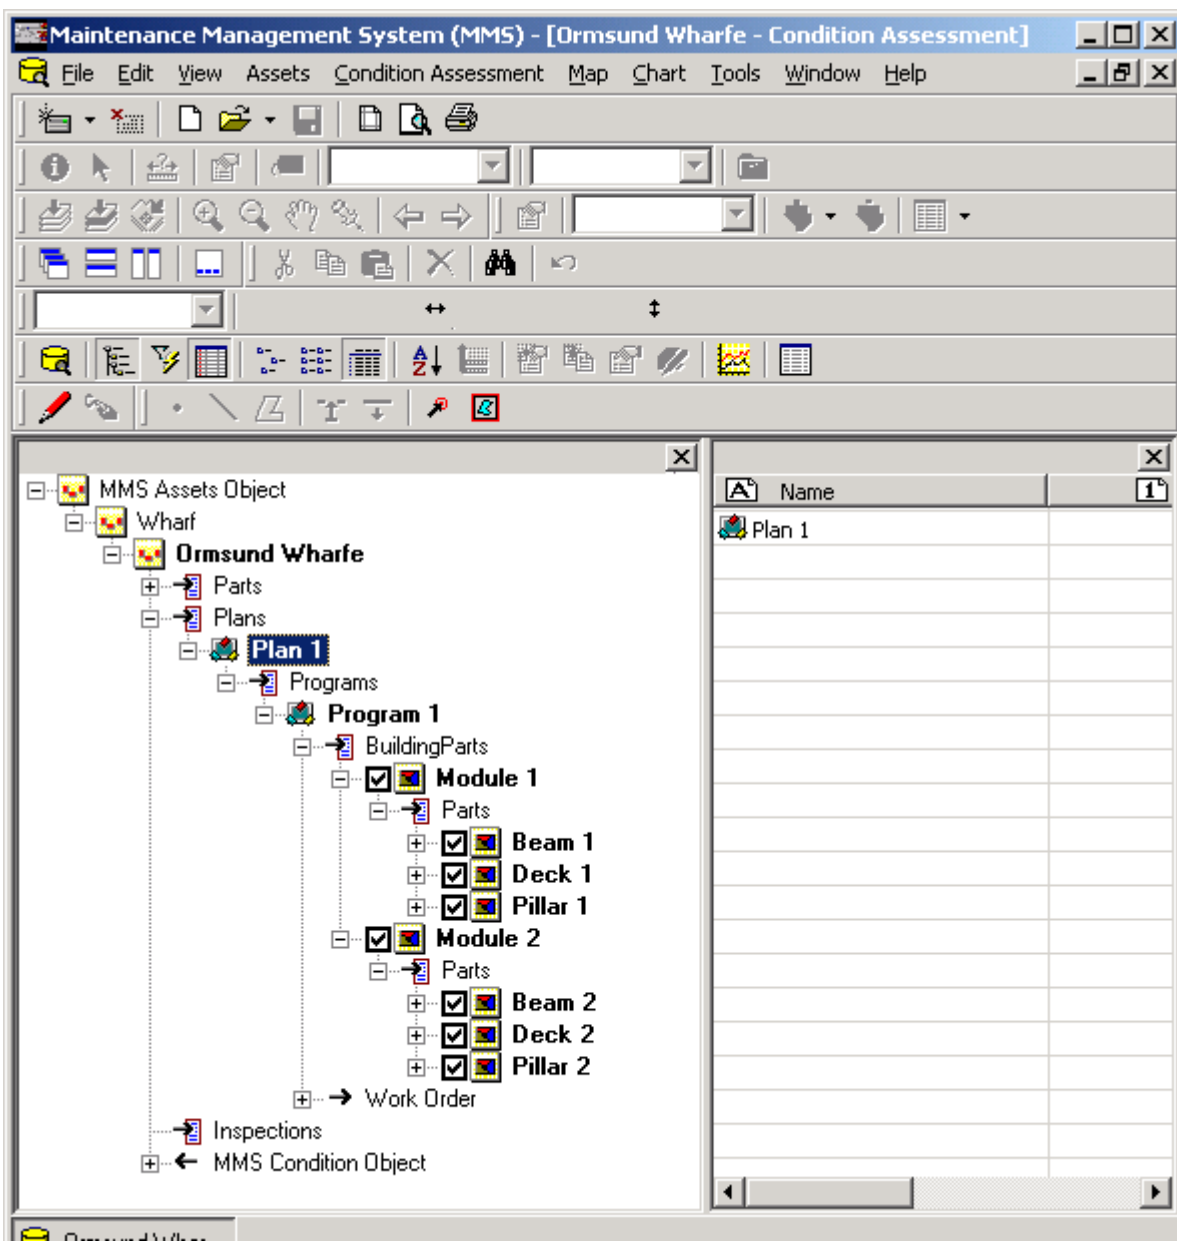 Maintenance Management System (MMS) - [Ormsund Wharfe - Condition Assessment]
File Edit View Assets Condition Assessment Map Chart Tools Window Help
MMS Assets Object
Name
Wharf
Plan 1
Ormsund Wharfe
Parts
Plans
Plan 1
Programs
Program 1
BuildingParts
Module 1
Parts
Beam 1
Deck 1
Pillar 1
Module 2
Parts
Beam 2
Deck 2
Pillar 2
Work Order
Inspections
MMS Condition Object